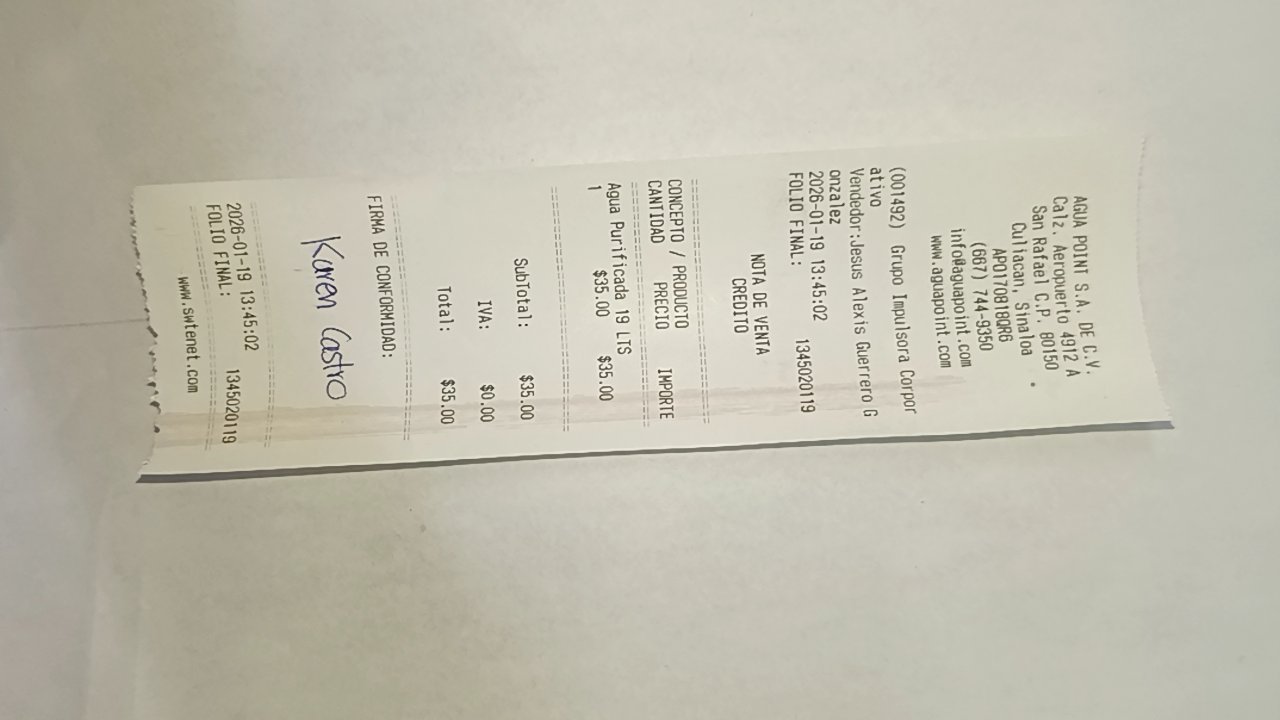 AGUA POINT S.A. DE C.V.
Calz. Aeropuerto 4912 A
San Rafael C.P. 80150
Culiacan, Sinaloa
APO170818QR6
(667) 744-9350
info@aguapoint.com
www.aguapoint.com
(001492) Grupo Impulsora Corpor
ativo
Vendedor:Jesus Alexis Guerrero G
onzalez
2026-01-19 13:45:02
FOLIO FINAL: 1345020119
NOTA DE VENTA
CREDITO
CONCEPTO / PRODUCTO
CANTIDAD PRECIO IMPORTE
Agua Purificada 19 LTS
1 $35.00 $35.00
SubTotal: $35.00
IVA: $0.00
Total: $35.00
FIRMA DE CONFORMIDAD:
Karen Castro
2026-01-19 13:45:02
FOLIO FINAL: 1345020119
www.swtenet.com